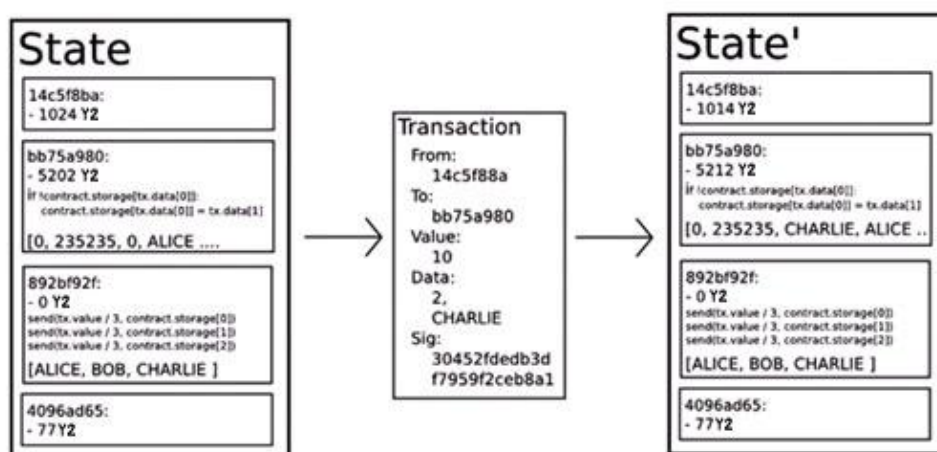 State
14c5f8ba:
- 1024 Y2
bb75a980:
- 5202 Y2
if !contract.storage[tx.data[0]]:
contract.storage[tx.data[0]] = tx.data[1]
[0, 235235, 0, ALICE ....
892bf92f:
- 0 Y2
send(tx.value / 3, contract.storage[0])
send(tx.value / 3, contract.storage[1])
send(tx.value / 3, contract.storage[2])
[ALICE, BOB, CHARLIE ]
4096ad65:
- 77Y2
Transaction
From:
14c5f88a
To:
bb75a980
Value:
10
Data:
2,
CHARLIE
Sig:
30452fdedb3d
f7959f2ceb8a1
State'
14c5f8ba:
- 1014 Y2
bb75a980:
- 5212 Y2
if !contract.storage[tx.data[0]]:
contract.storage[tx.data[0]] = tx.data[1]
[0, 235235, CHARLIE, ALICE ..
892bf92f:
- 0 Y2
send(tx.value / 3, contract.storage[0])
send(tx.value / 3, contract.storage[1])
send(tx.value / 3, contract.storage[2])
[ALICE, BOB, CHARLIE ]
4096ad65:
- 77 Y2